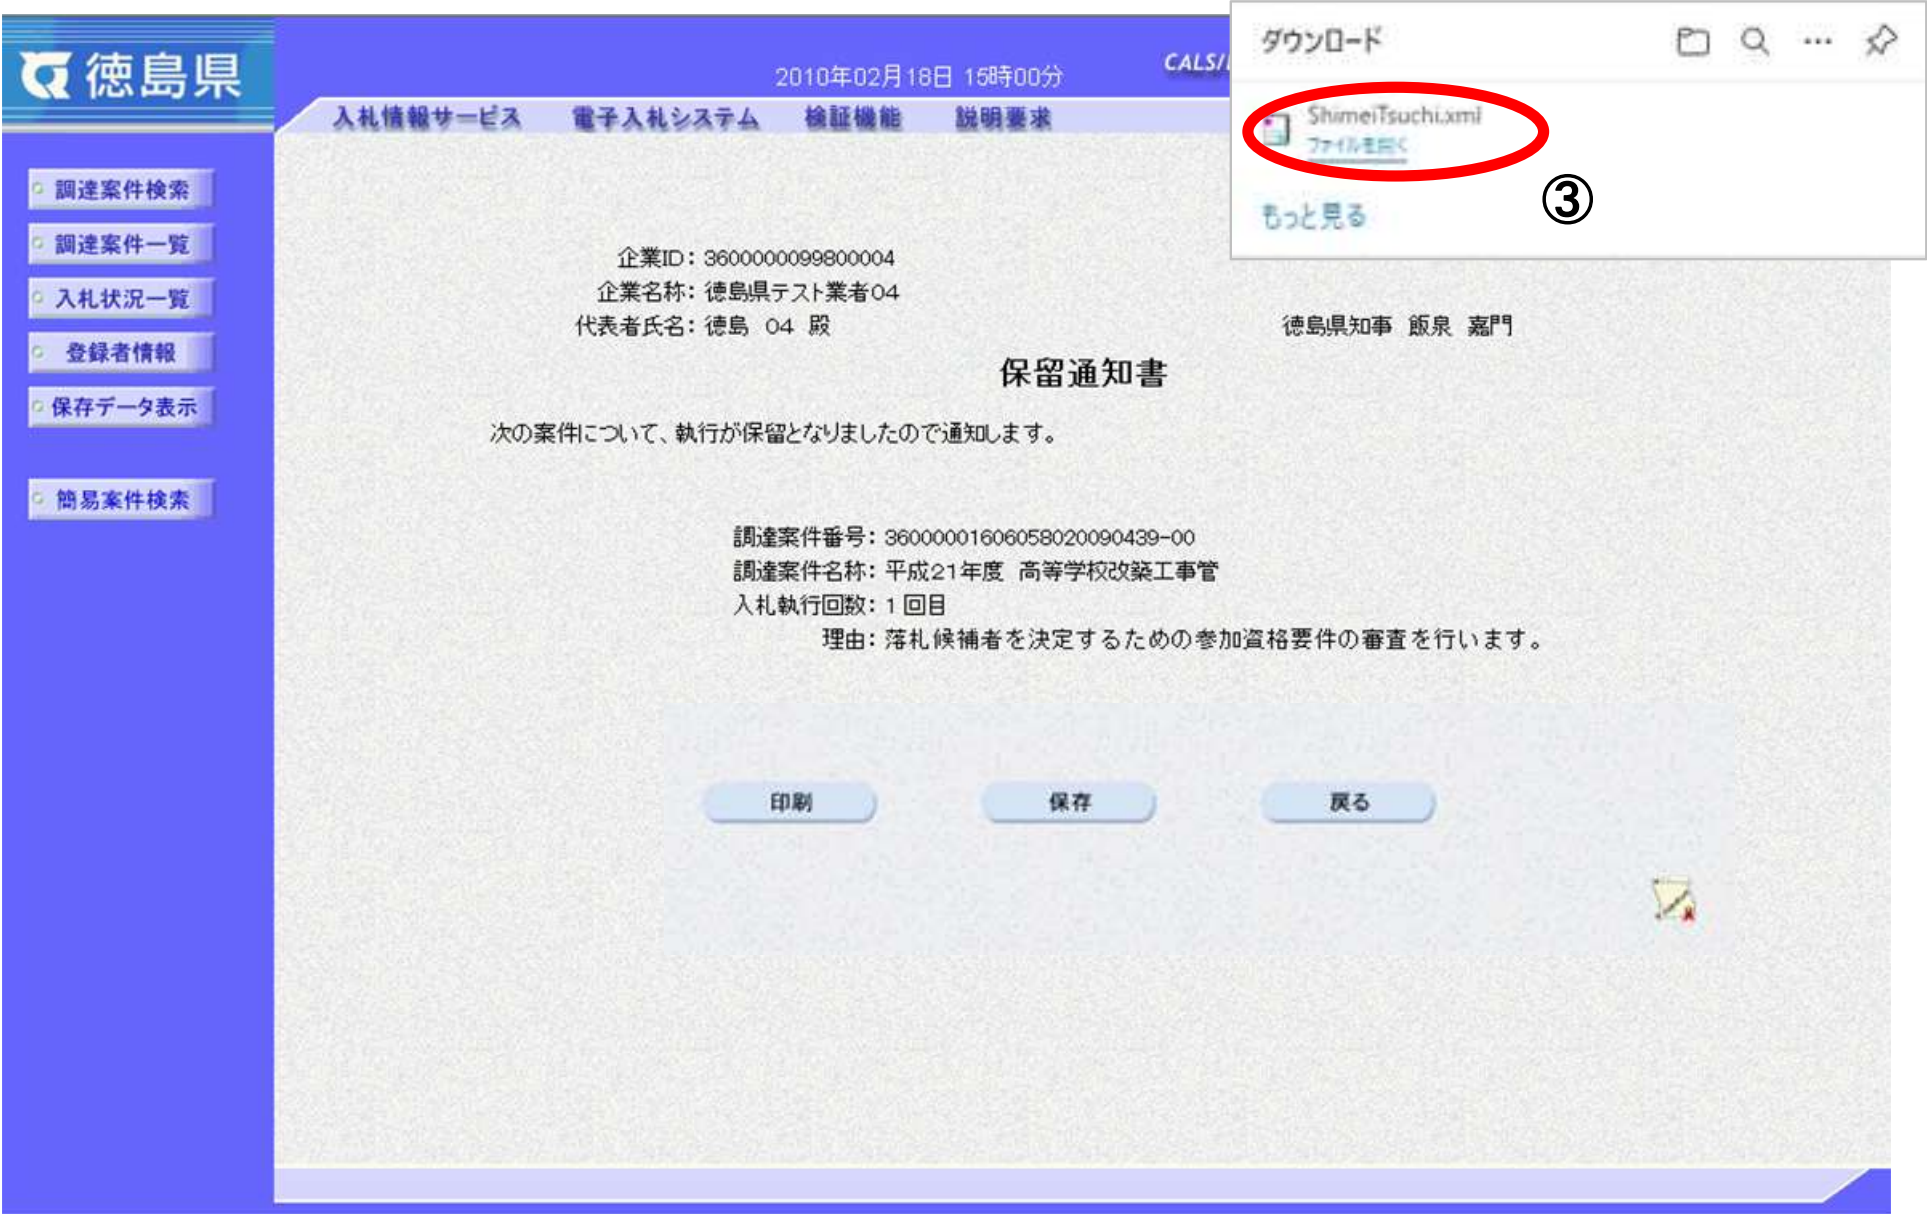 徳島県
2010年02月18日 15時00分
CALS/
入札情報サービス 電子入札システム 検証機能 説明要求
ダウンロード
ShimeiTsuchi.xml
ファイルを開く
もっと見る
③
調達案件検索
調達案件一覧
入札状況一覧
登録者情報
保存データ表示
簡易案件検索
企業ID：3600000099800004
企業名称：徳島県テスト業者04
代表者氏名：徳島 04 殿
徳島県知事 飯泉 嘉門
保留通知書
次の案件について、執行が保留となりましたので通知します。
調達案件番号：3600000160605802009­0439-00
調達案件名称：平成21年度 高等学校改築工事管
入札執行回数：1 回目
理由：落札候補者を決定するための参加資格要件の審査を行います。
印刷 保存 戻る